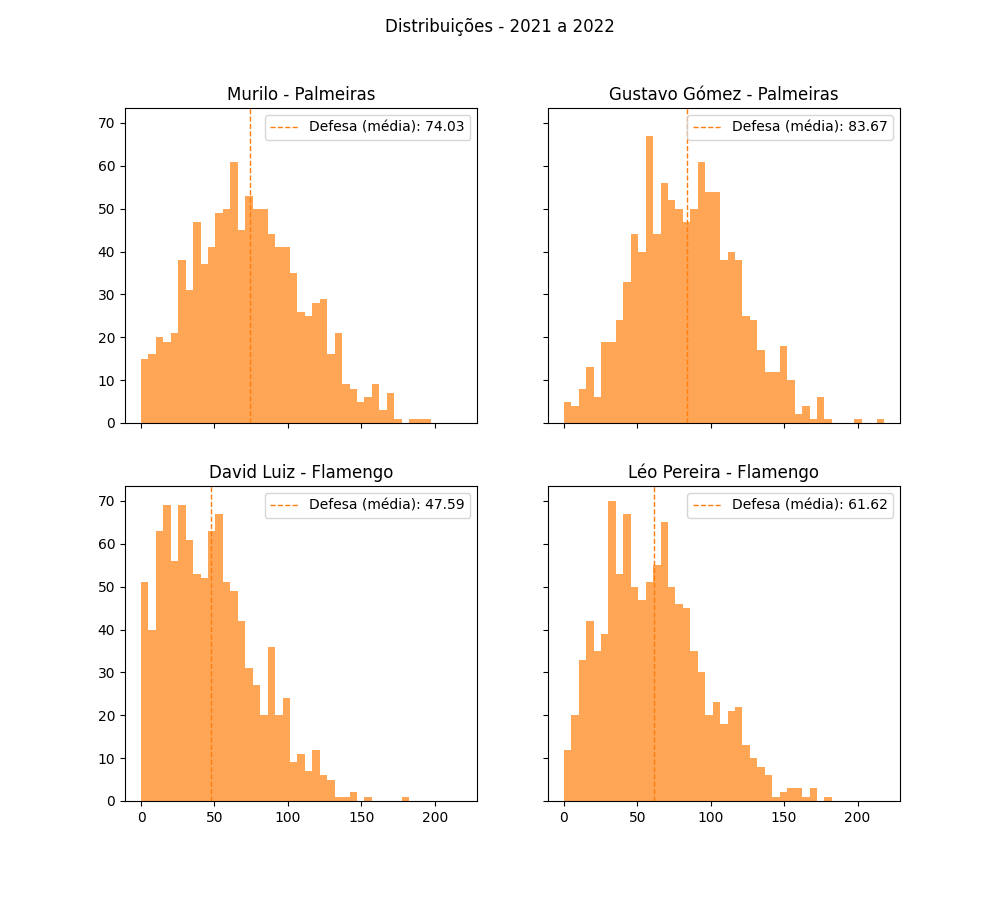 Distribuições - 2021 a 2022
Murilo - Palmeiras
Gustavo Gómez - Palmeiras
Defesa (média): 74.03
Defesa (média): 83.67
70
60
50
40
30
20
10
0
David Luiz - Flamengo
Léo Pereira - Flamengo
Defesa (média): 47.59
Defesa (média): 61.62
70
60
50
40
30
20
10
0
0 50 100 150 200
0 50 100 150 200